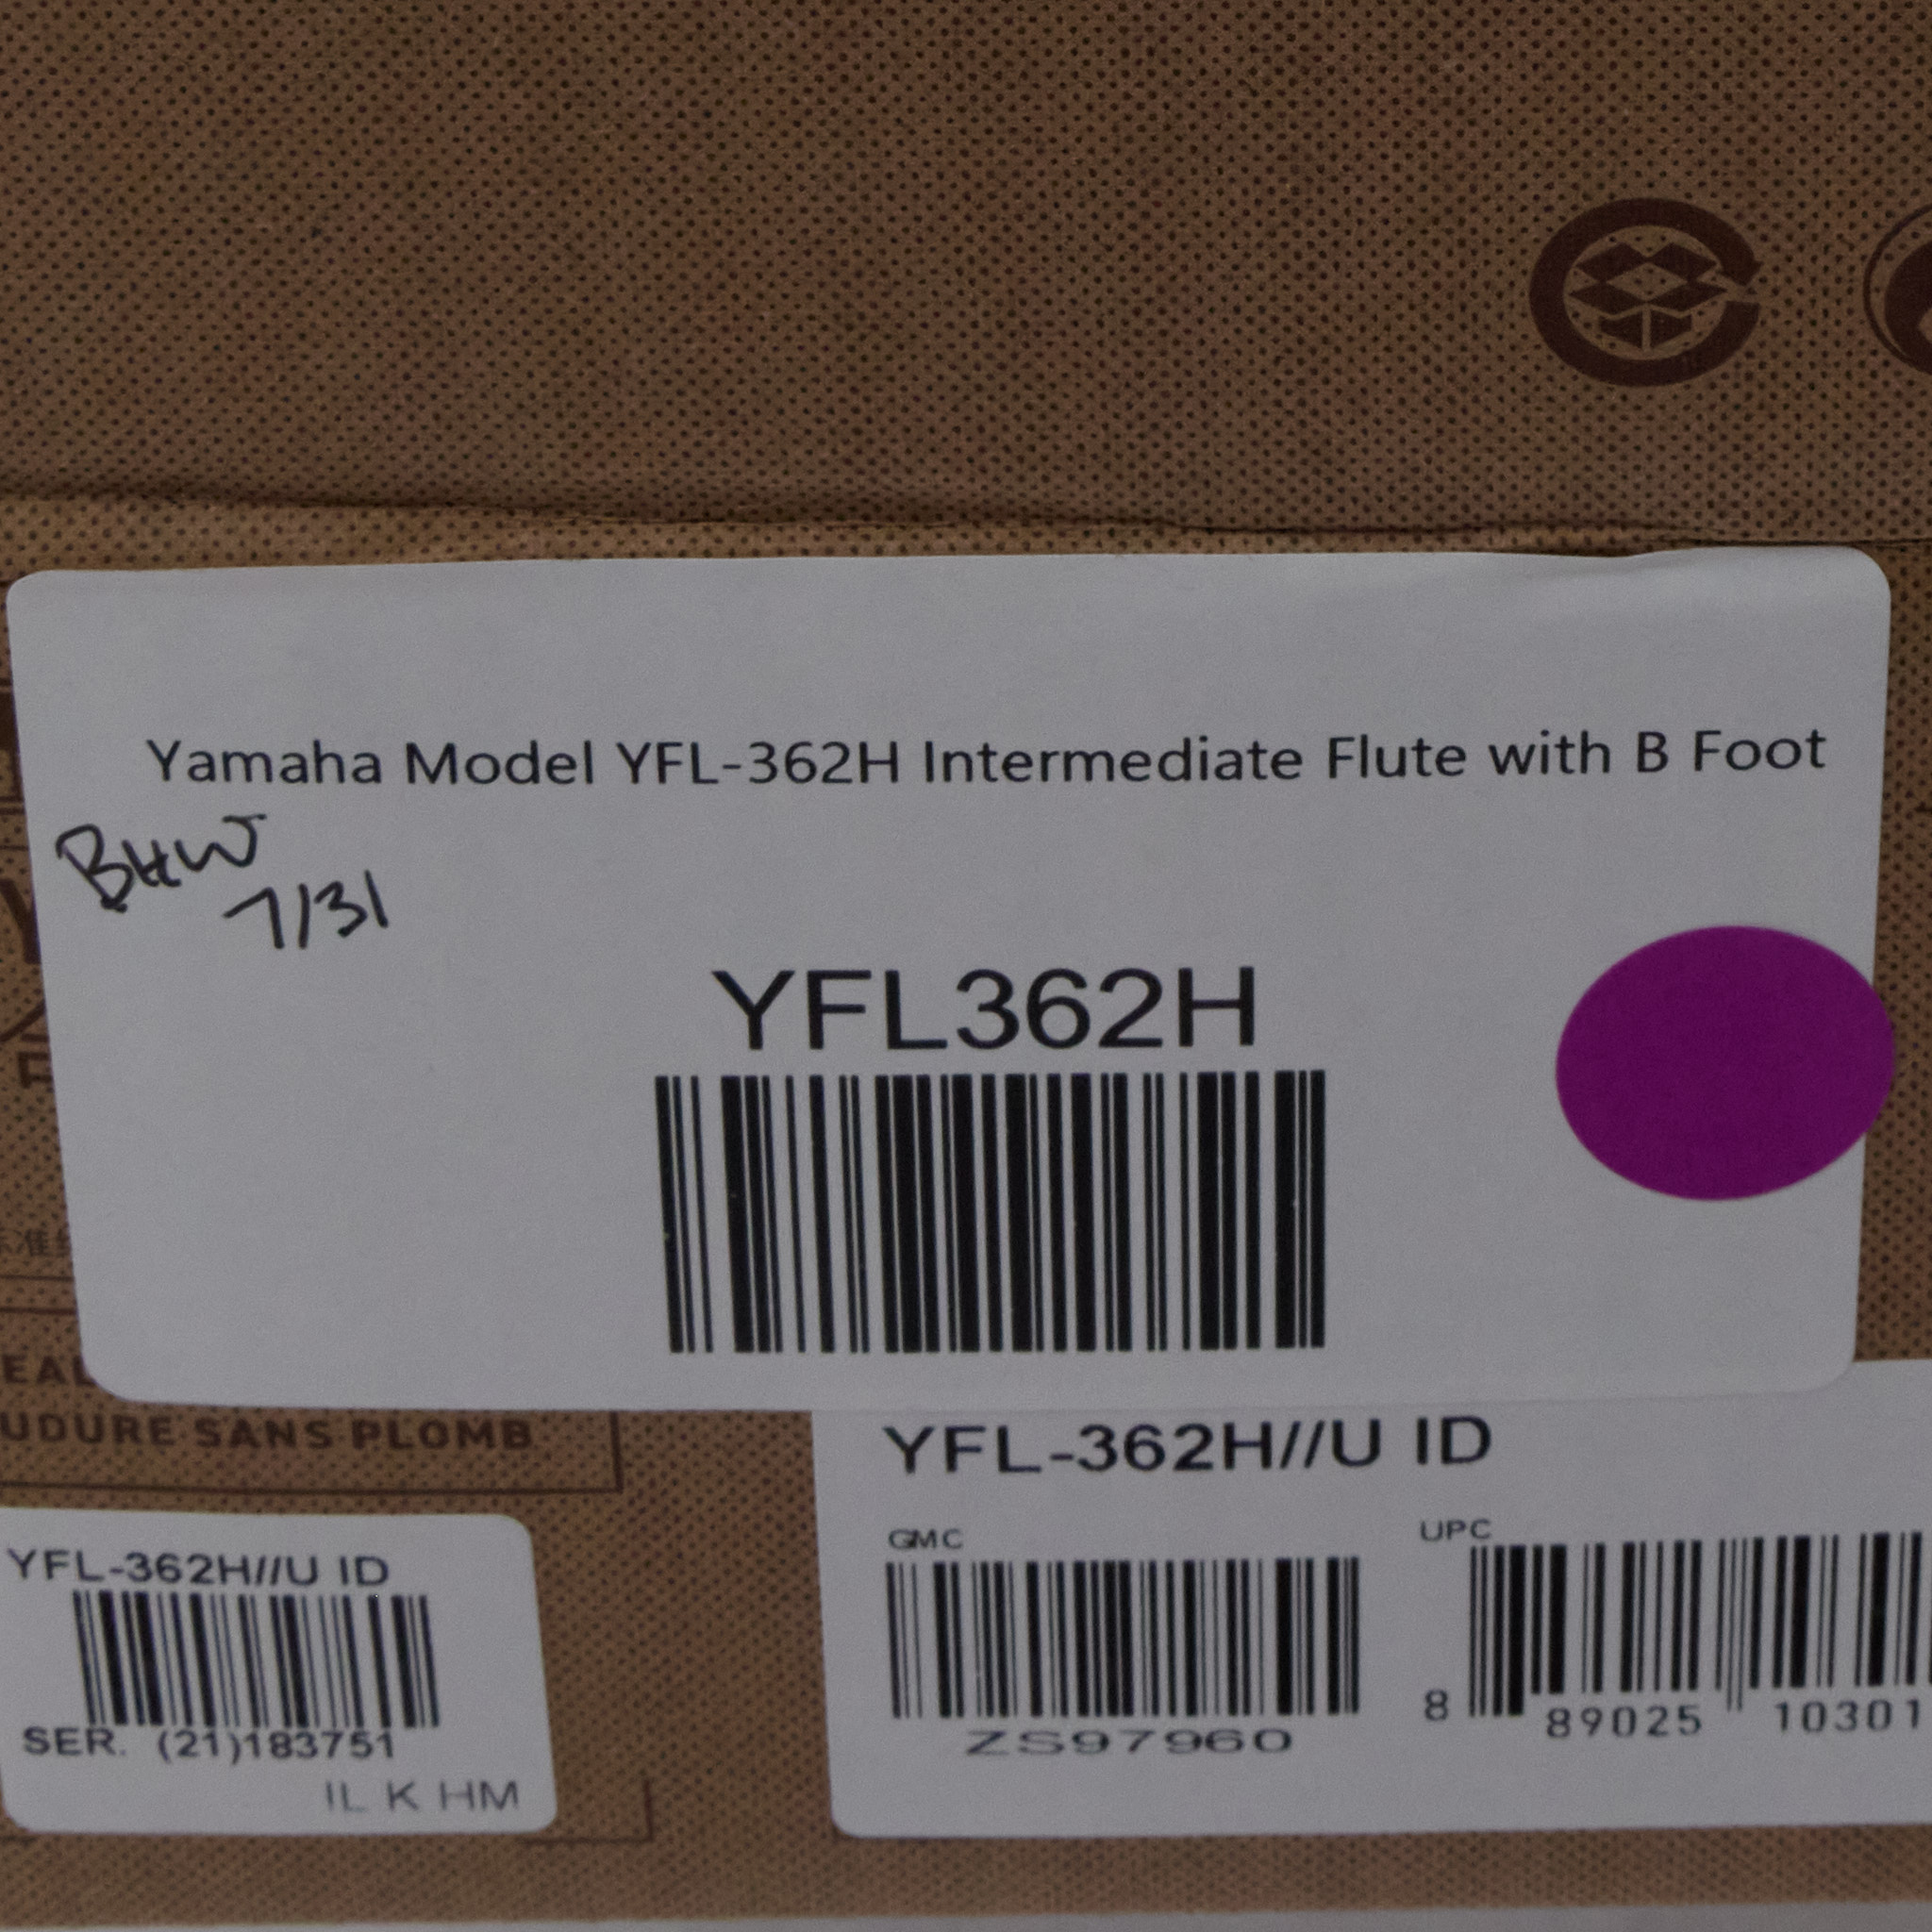 Yamaha Model YFL-362H Intermediate Flute with B Foot
BHW
7/31
YFL362H
UDURE SANS PLOMB
YFL-362H//U ID
GMC
UPC
ZS97960
8 89025 10301
YFL-362H//U ID
SER. (21)183751
IL K HM